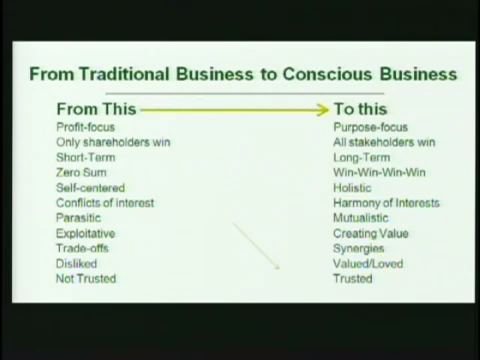 From Traditional Business to Conscious Business
From This To this
Profit-focus Purpose-focus
Only shareholders win All stakeholders win
Short-Term Long-Term
Zero Sum Win-Win-Win-Win
Self-centered Holistic
Conflicts of interest Harmony of Interests
Parasitic Mutualistic
Exploitative Creating Value
Trade-offs Synergies
Disliked Valued/Loved
Not Trusted Trusted